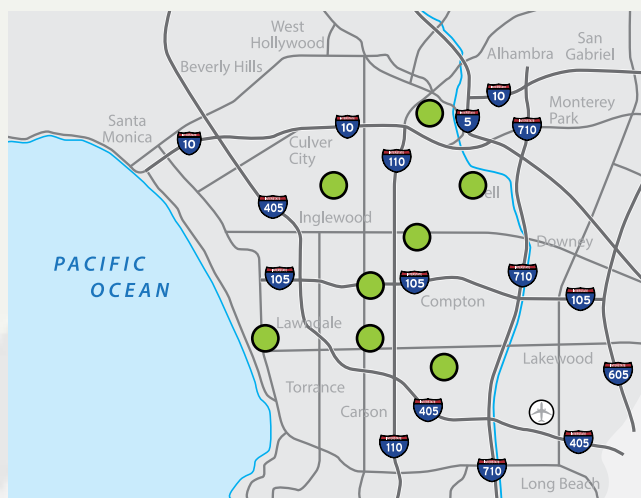 West
Hollywood
San
Gabriel
Alhambra
Beverly Hills
10
Monterey
Park
Santa
Monica
5
710
10
10
Culver
City
110
ell
405
Inglewood
Downey
PACIFIC
OCEAN
105
105
710
105
Compton
Lawndale
Lakewood
605
Torrance
405
Carson
110
405
710
Long Beach